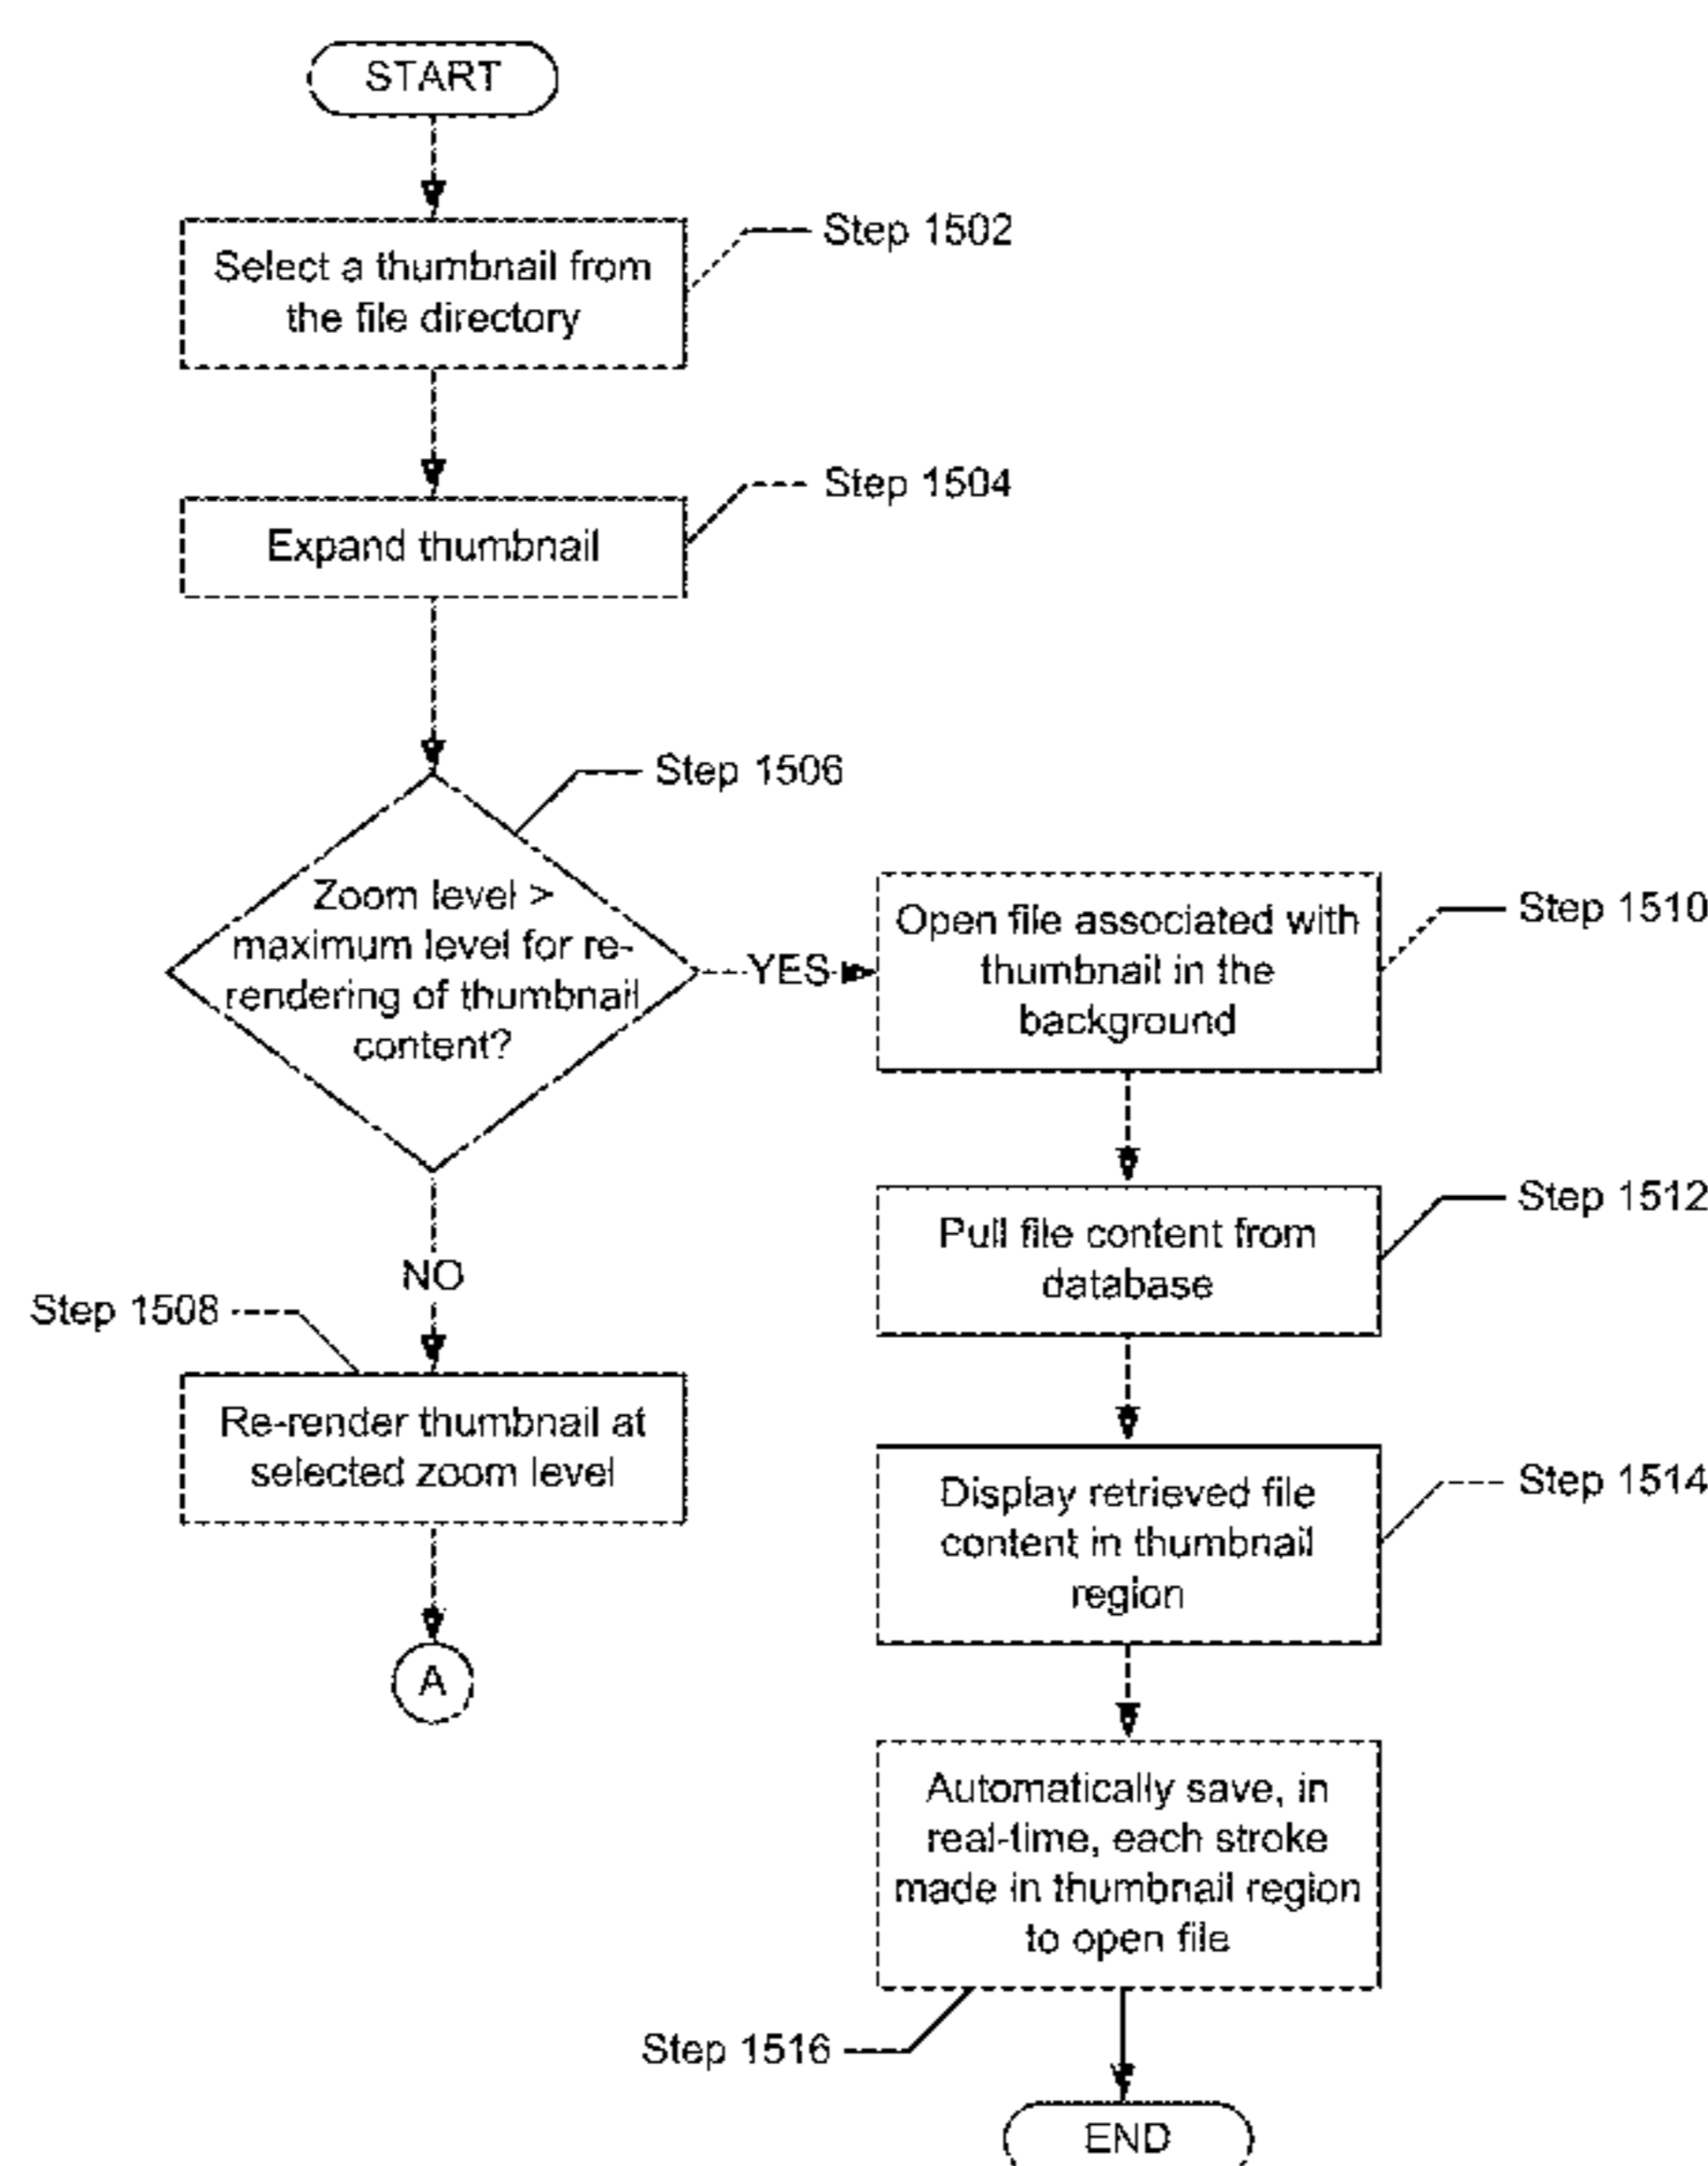 START
Step 1502
Select a thumbnail from
the file directory
Step 1504
Expand thumbnail
Step 1506
Zoom level >
maximum level for re-
rendering of thumbnail
content?
YES
NO
Step 1508
Re-render thumbnail at
selected zoom level
A
Open file associated with
thumbnail in the
background
Step 1510
Pull file content from
database
Step 1512
Display retrieved file
content in thumbnail
region
Step 1514
Automatically save, in
real-time, each stroke
made in thumbnail region
to open file
Step 1516
END